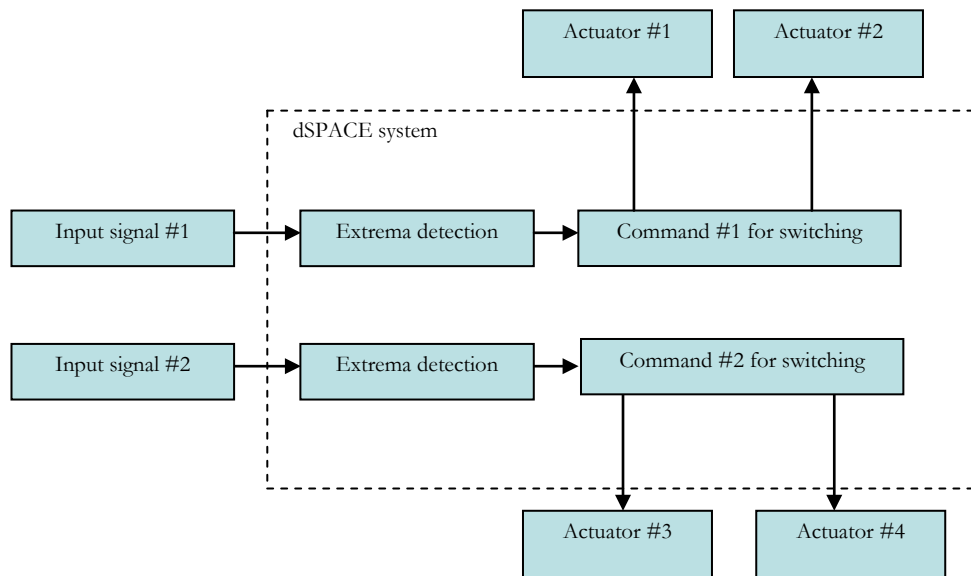 Actuator #1
Actuator #2
dSPACE system
Input signal #1
Extrema detection
Command #1 for switching
Input signal #2
Extrema detection
Command #2 for switching
Actuator #3
Actuator #4